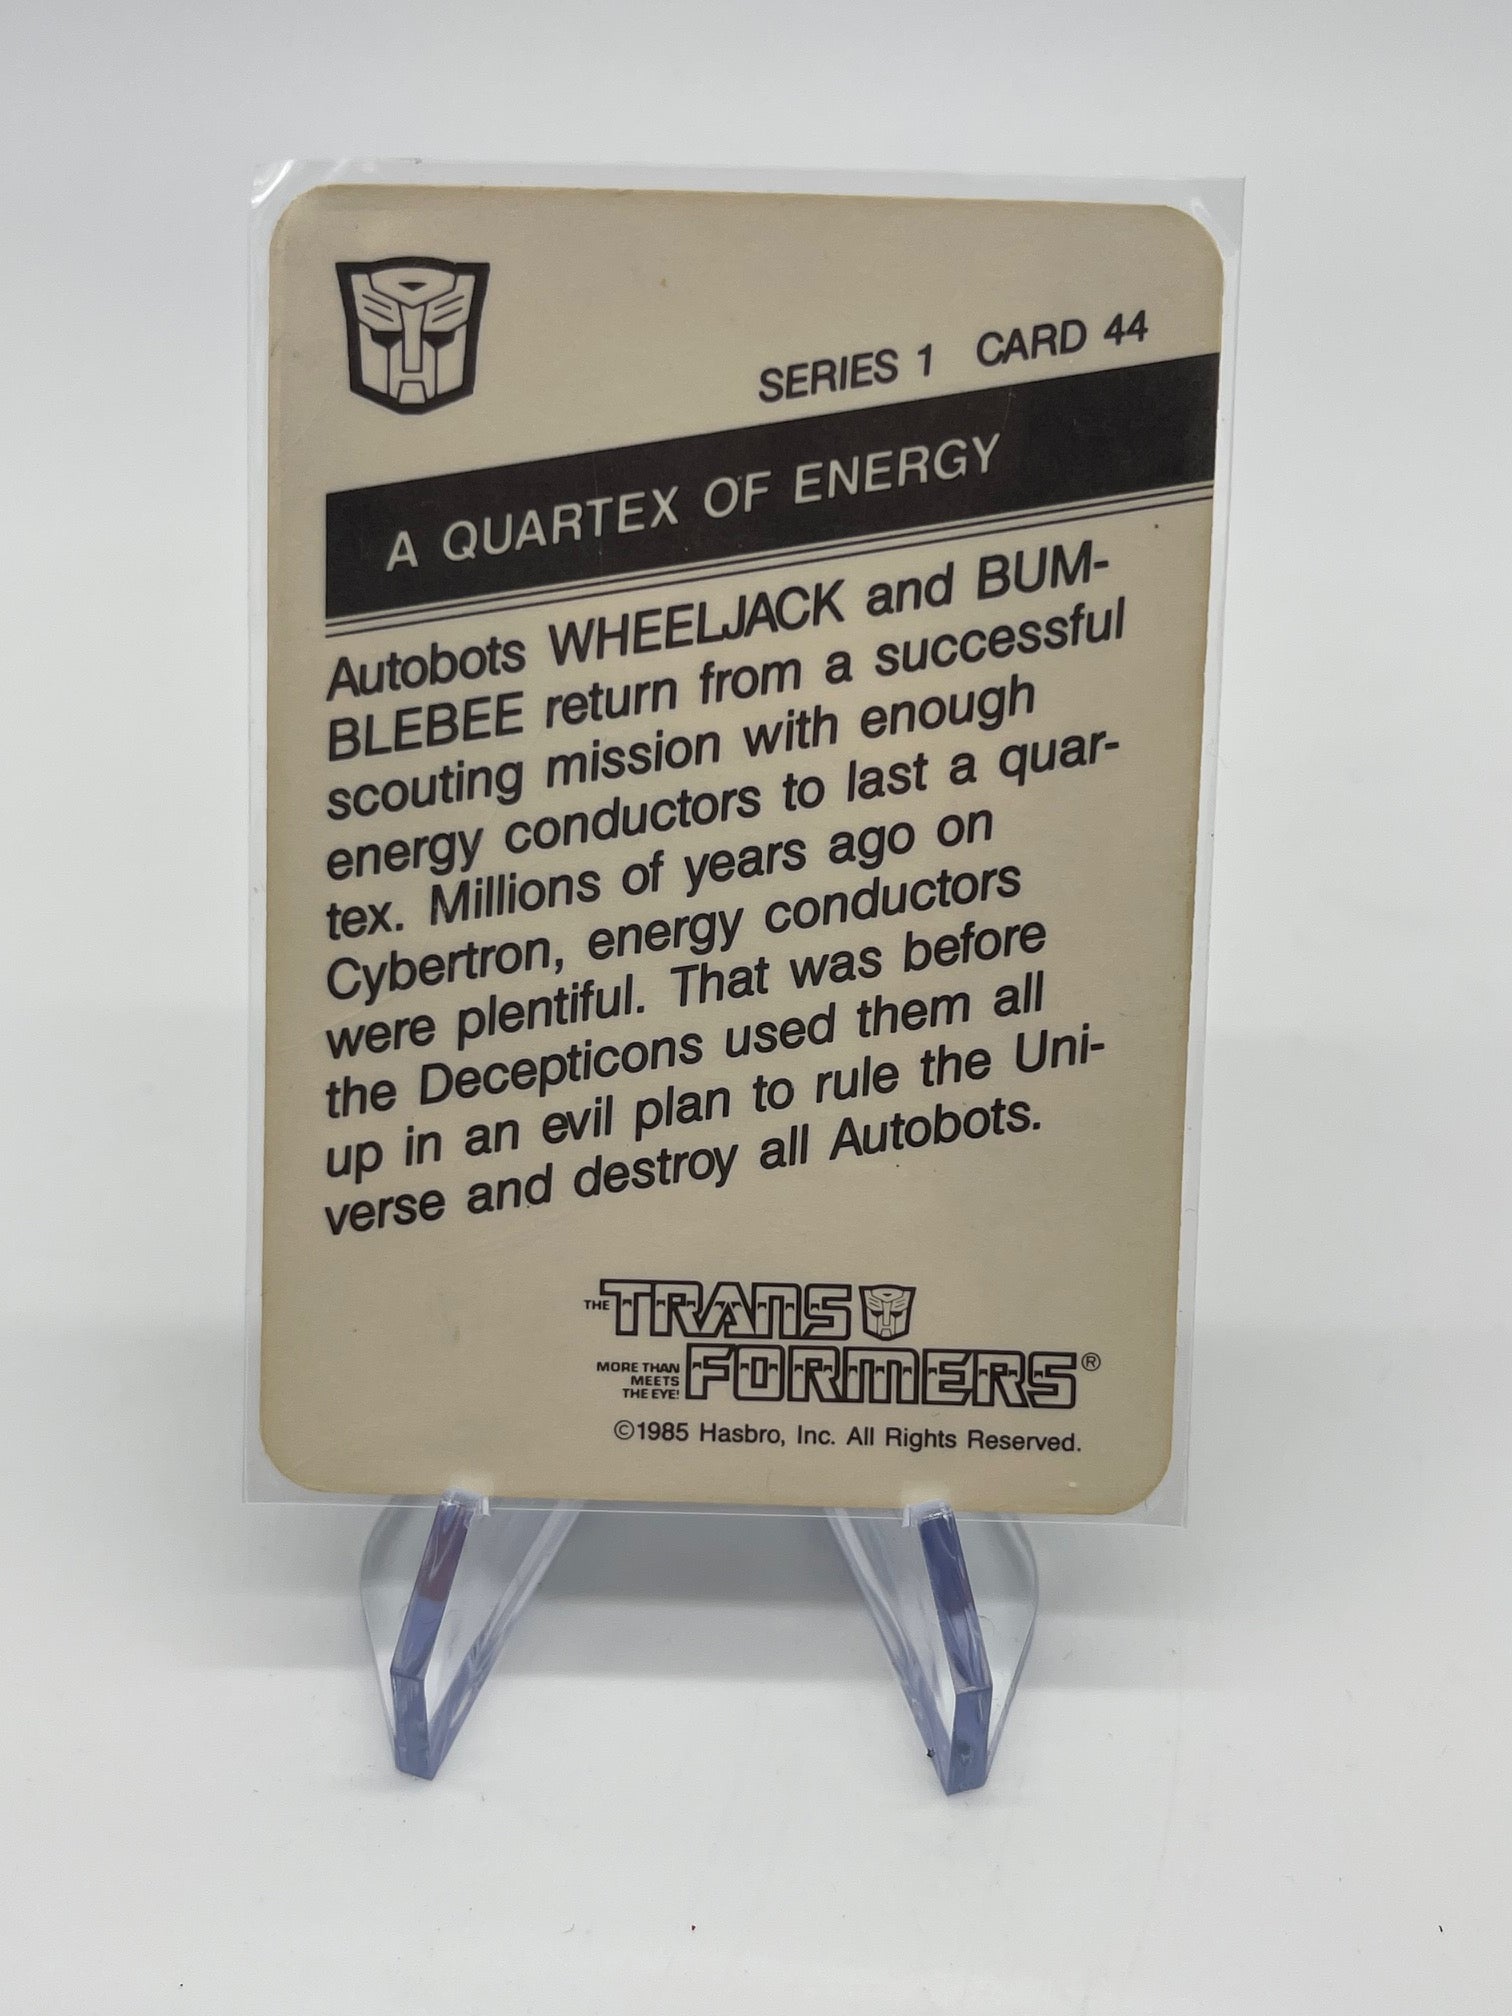 SERIES 1 CARD 44
A QUARTEX OF ENERGY
Autobots WHEELJACK and BUM-
BLEBEE return from a successful
scouting mission with enough
energy conductors to last a quar-
tex. Millions of years ago on
Cybertron, energy conductors
were plentiful. That was before
the Decepticons used them all
up in an evil plan to rule the Uni-
verse and destroy all Autobots.
THE TRANS
FORMERS®
MORE THAN
MEETS
THE EYE!
©1985 Hasbro, Inc. All Rights Reserved.